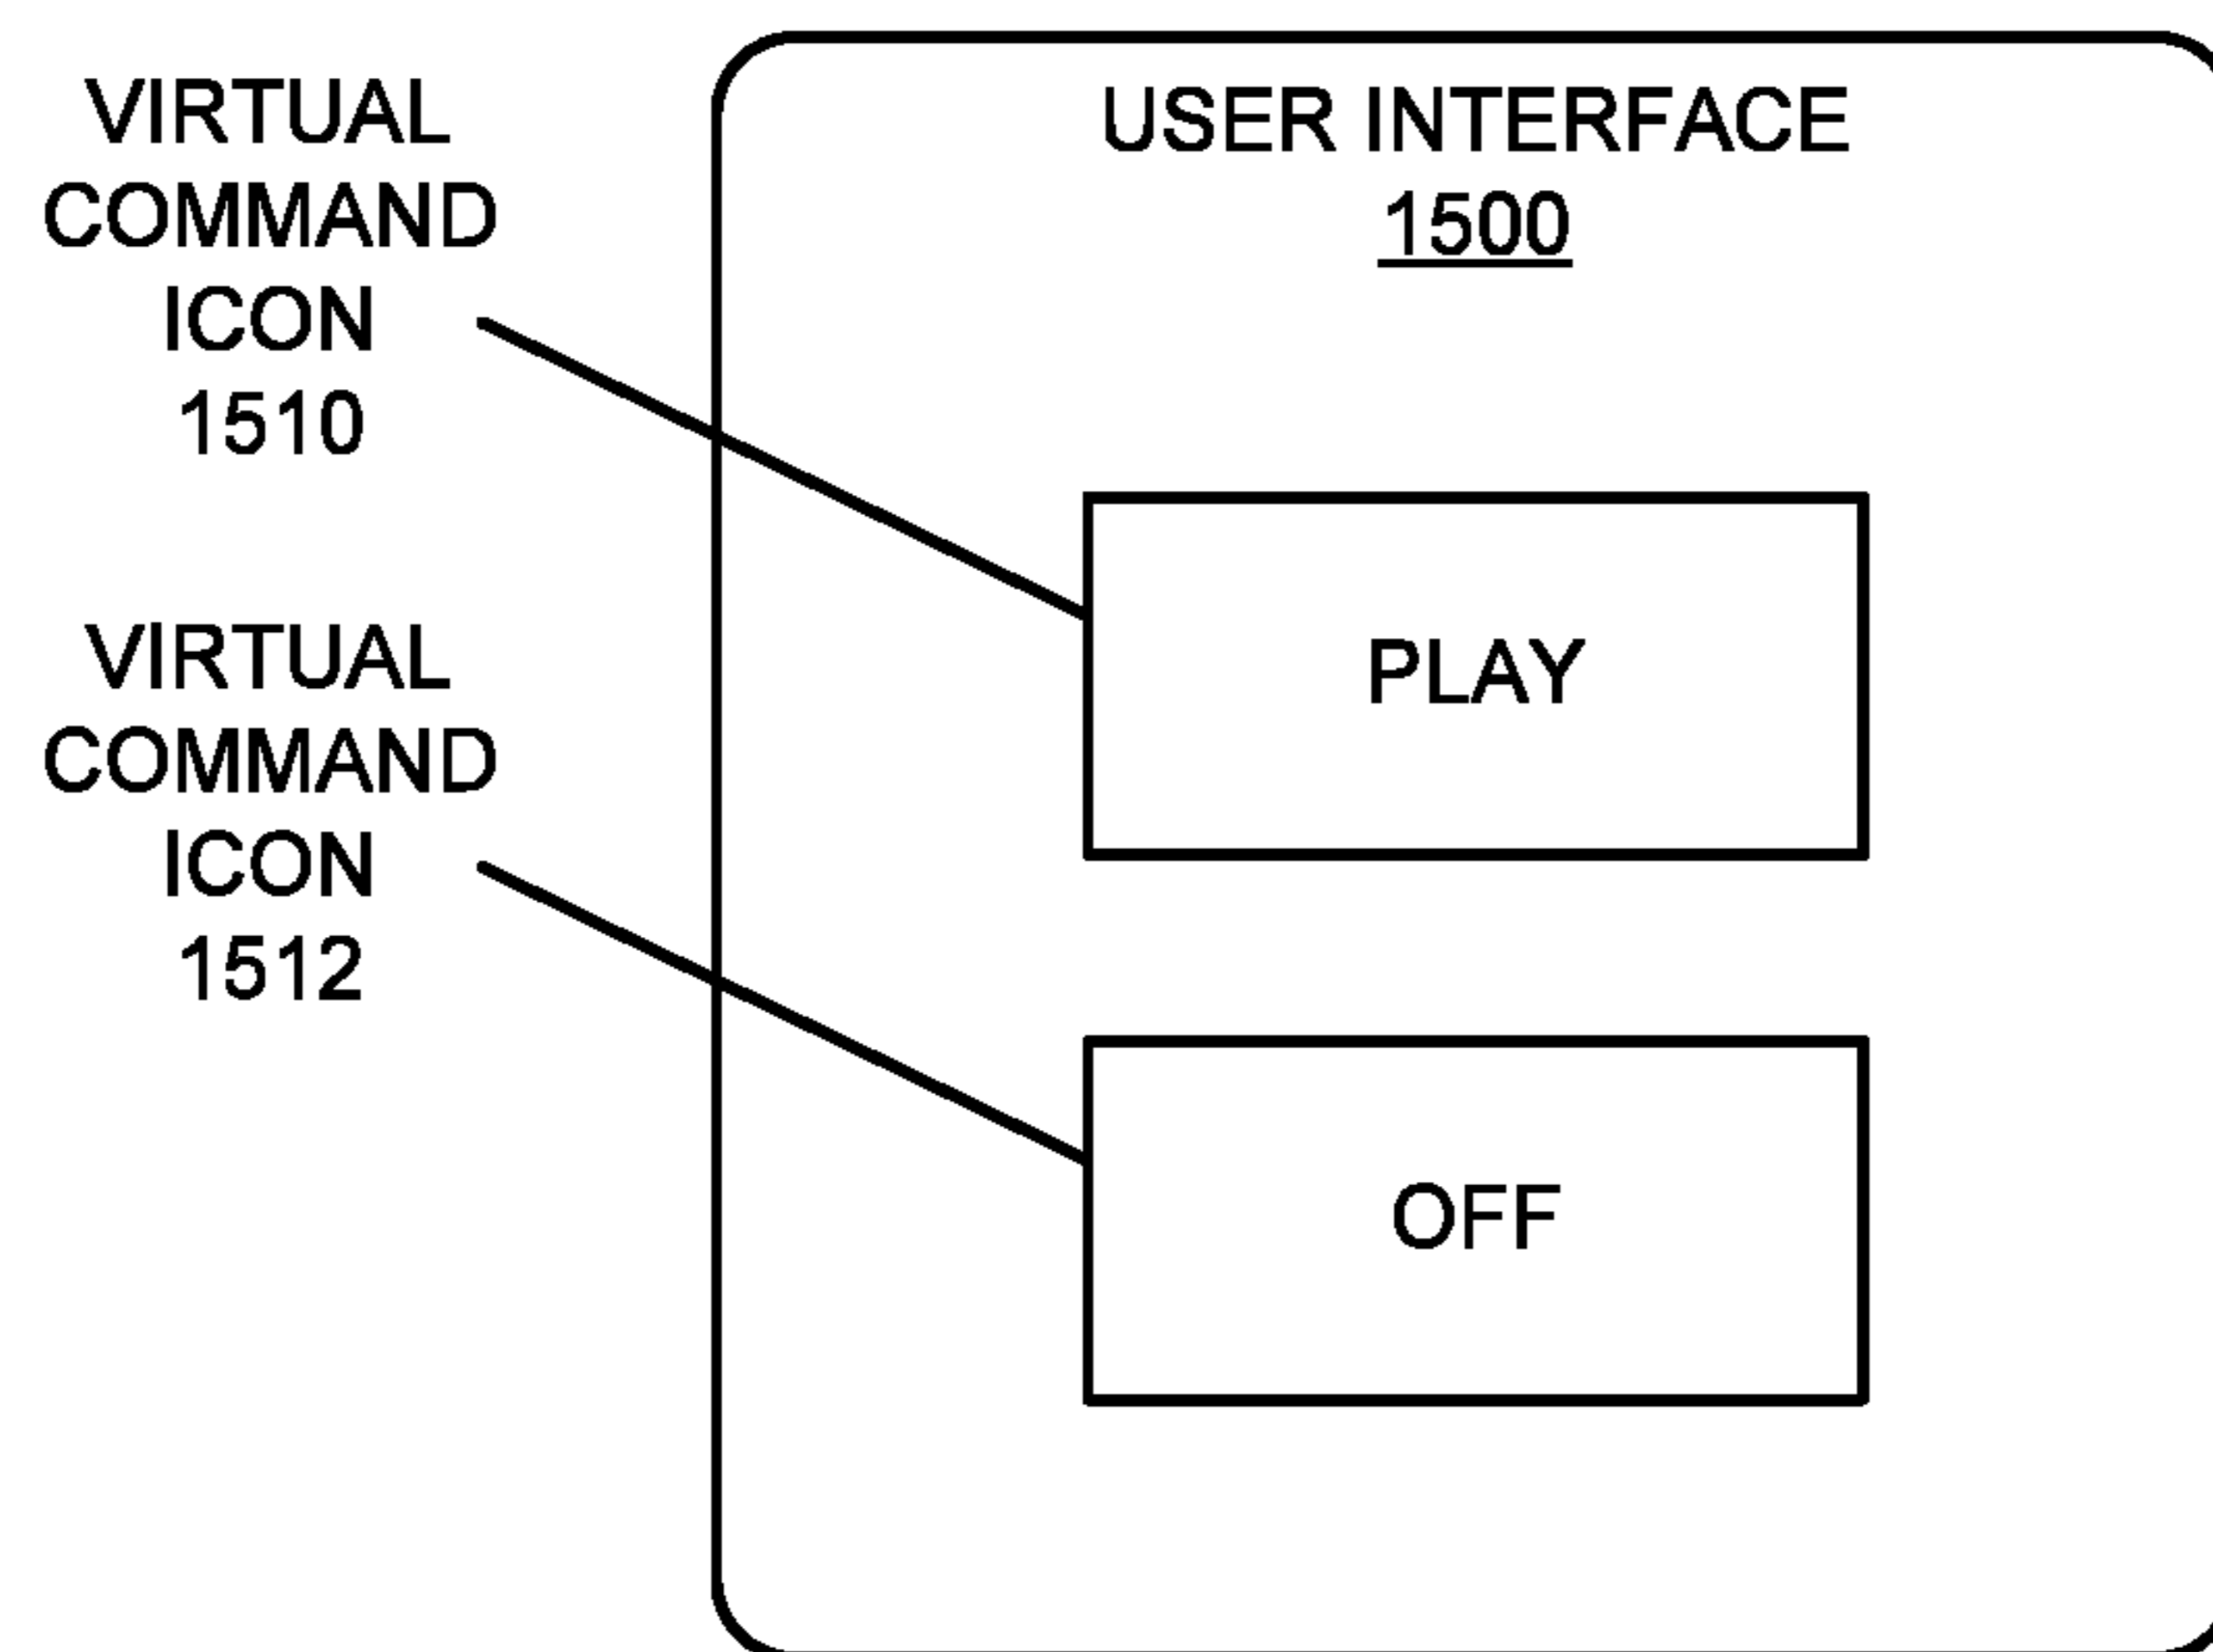 VIRTUAL
COMMAND
ICON
1510
VIRTUAL
COMMAND
ICON
1512
USER INTERFACE
1500
PLAY
OFF